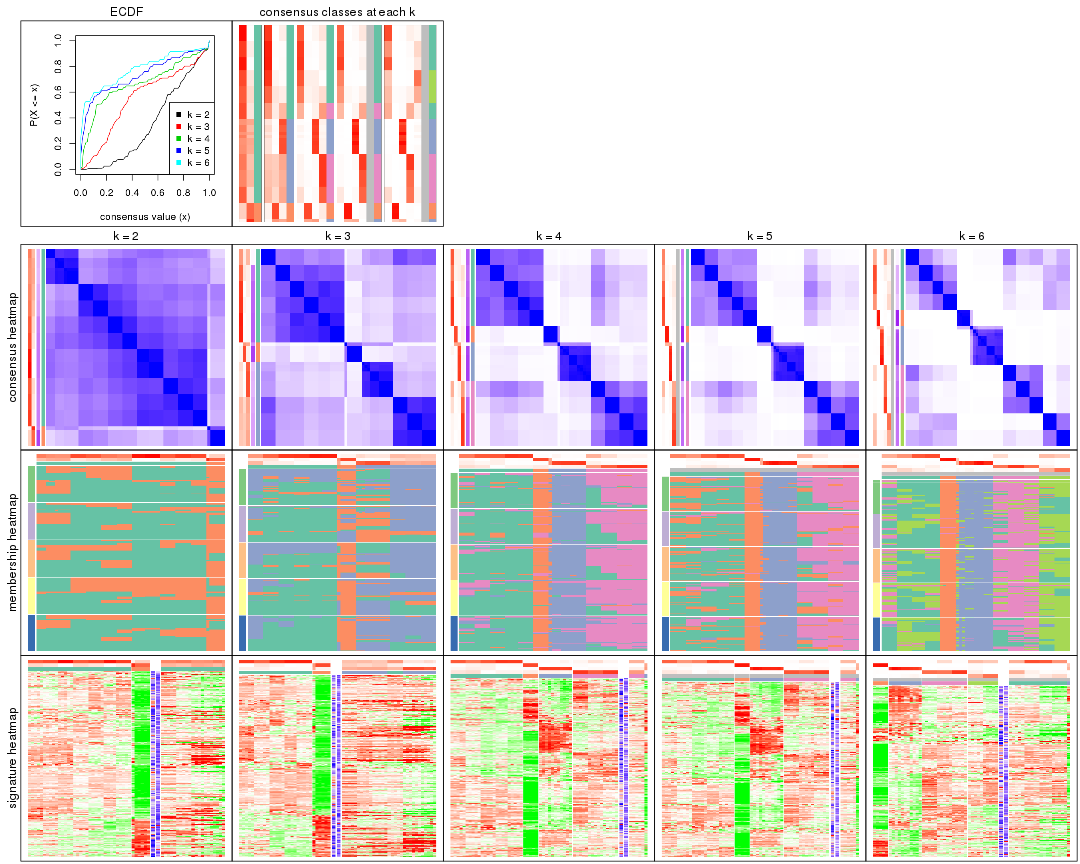 ECDF
consensus classes at each k
P(X <= x)
0.0 0.2 0.4 0.6 0.8 1.0
k = 2
k = 3
k = 4
k = 5
k = 6
0.0 0.2 0.4 0.6 0.8 1.0
consensus value (x)
k = 2
k = 3
k = 4
k = 5
k = 6
consensus heatmap
membership heatmap
signature heatmap